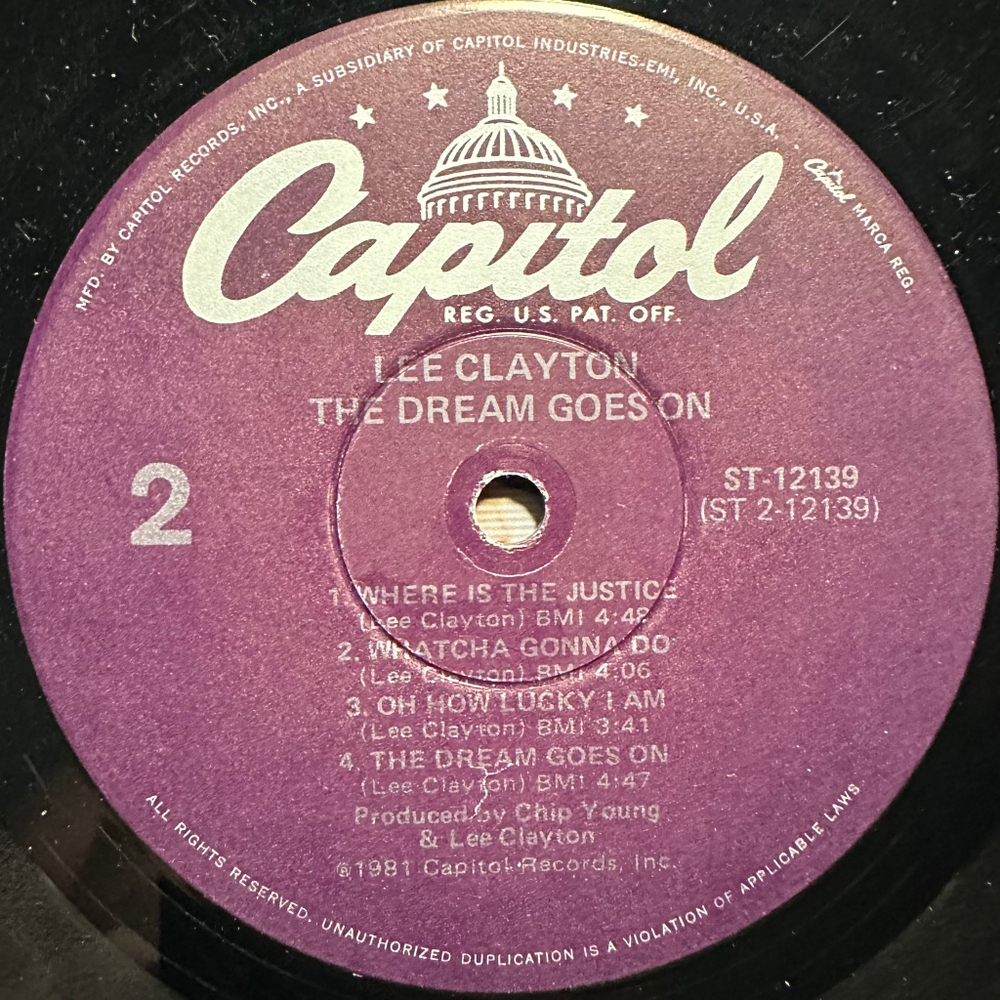 MFD. BY CAPITOL RECORDS, INC., A SUBSIDIARY OF CAPITOL INDUSTRIES-EMI, INC., U.S.A.
Capitol MARCA REG.
Capitol
REG. U.S. PAT. OFF.
LEE CLAYTON
THE DREAM GOES ON
2
ST-12139
(ST 2-12139)
1. WHERE IS THE JUSTICE
(Lee Clayton) BMI 4:48
2. WHATCHA GONNA DO
(Lee Clayton) BMI 4:06
3. OH HOW LUCKY I AM
(Lee Clayton) BMI 3:41
4. THE DREAM GOES ON
(Lee Clayton) BMI 4:47
Produced by Chip Young
& Lee Clayton
℗1981 Capitol Records, Inc.
ALL RIGHTS RESERVED. UNAUTHORIZED DUPLICATION IS A VIOLATION OF APPLICABLE LAWS